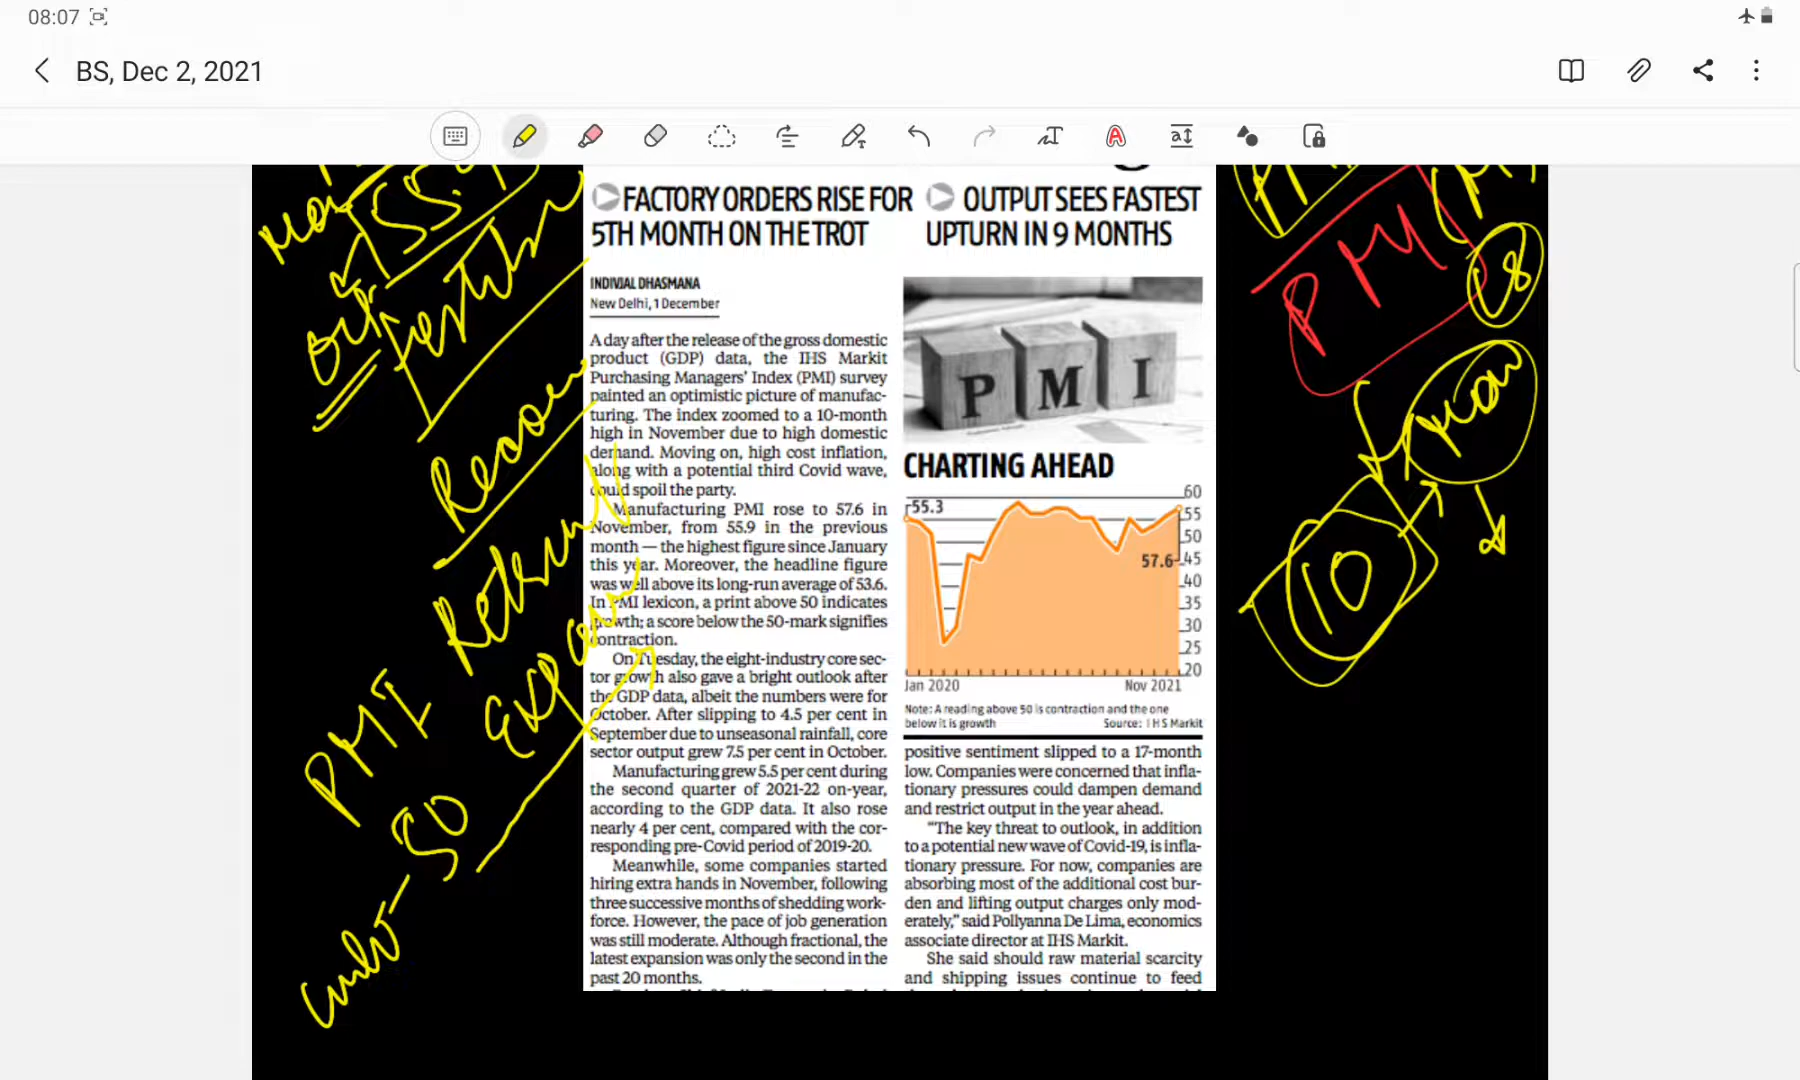 08:07
BS, Dec 2, 2021
FACTORY ORDERS RISE FOR
5TH MONTH ON THE TROT
OUTPUT SEES FASTEST
UPTURN IN 9 MONTHS
INDIVJAL DHASMANA
New Delhi, 1 December
A day after the release of the gross domestic
product (GDP) data, the IHS Markit
Purchasing Managers' Index (PMI) survey
painted an optimistic picture of manufac-
turing. The index zoomed to a 10-month
high in November due to high domestic
demand. Moving on, high cost inflation,
along with a potential third Covid wave,
could spoil the party.
Manufacturing PMI rose to 57.6 in
November, from 55.9 in the previous
month — the highest figure since January
this year. Moreover, the headline figure
was well above its long-run average of 53.6.
In PMI lexicon, a print above 50 indicates
growth; a score below the 50-mark signifies
contraction.
On Tuesday, the eight-industry core sec-
tor growth also gave a bright outlook after
the GDP data, albeit the numbers were for
October. After slipping to 4.5 per cent in
September due to unseasonal rainfall, core
sector output grew 7.5 per cent in October.
Manufacturing grew 5.5 per cent during
the second quarter of 2021-22 on-year,
according to the GDP data. It also rose
nearly 4 per cent, compared with the cor-
responding pre-Covid period of 2019-20.
Meanwhile, some companies started
hiring extra hands in November, following
three successive months of shedding work-
force. However, the pace of job generation
was still moderate. Although fractional, the
latest expansion was only the second in the
past 20 months.
PMI
CHARTING AHEAD
55.3
57.6
60
55
50
45
40
35
30
25
20
Jan 2020
Nov 2021
Note: A reading above 50 is contraction and the one
below it is growth
Source: IHS Markit
positive sentiment slipped to a 17-month
low. Companies were concerned that infla-
tionary pressures could dampen demand
and restrict output in the year ahead.
"The key threat to outlook, in addition
to a potential new wave of Covid-19, is infla-
tionary pressure. For now, companies are
absorbing most of the additional cost bur-
den and lifting output charges only mod-
erately," said Pollyanna De Lima, economics
associate director at IHS Markit.
She said should raw material scarcity
and shipping issues continue to feed
PMI
50
PMI
10